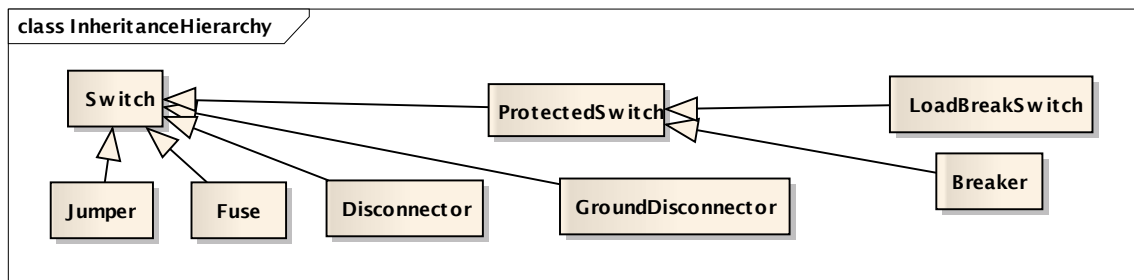 class InheritanceHierarchy
Switch
ProtectedSwitch
LoadBreakSwitch
Breaker
Jumper
Fuse
Disconnector
GroundDisconnector